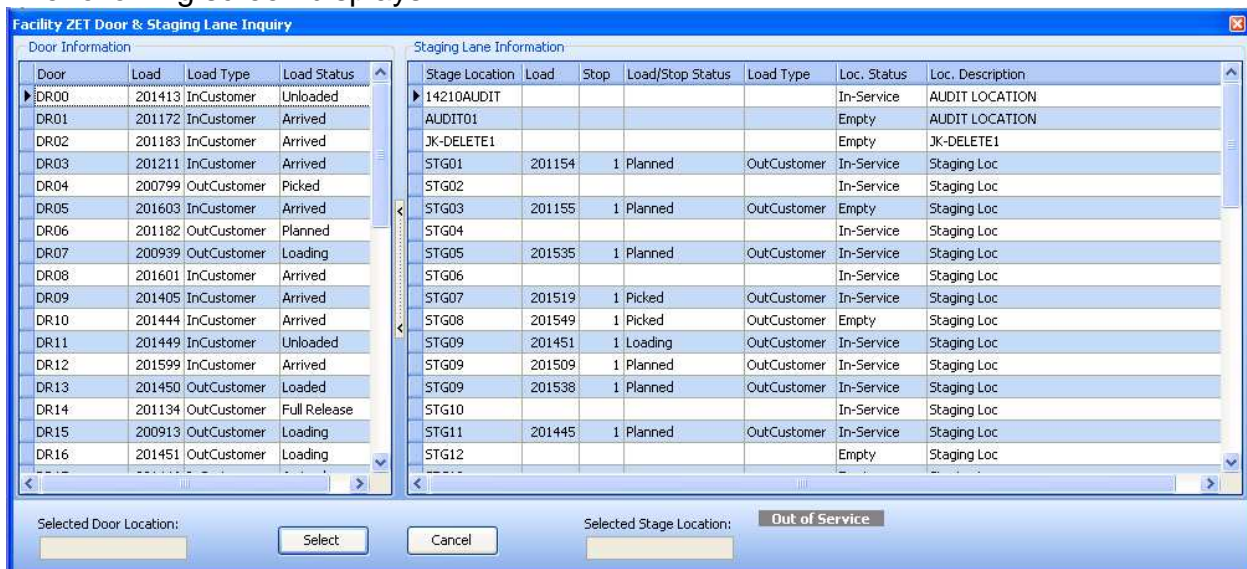 Facility ZET Door & Staging Lane Inquiry
Door Information
Door Load Load Type Load Status
DR00 201413 InCustomer Unloaded
DR01 201172 InCustomer Arrived
DR02 201183 InCustomer Arrived
DR03 201211 InCustomer Arrived
DR04 200799 OutCustomer Picked
DR05 201603 InCustomer Arrived
DR06 201182 OutCustomer Planned
DR07 200939 OutCustomer Loading
DR08 201601 InCustomer Arrived
DR09 201405 InCustomer Arrived
DR10 201444 InCustomer Arrived
DR11 201449 InCustomer Unloaded
DR12 201599 InCustomer Arrived
DR13 201450 OutCustomer Loaded
DR14 201134 OutCustomer Full Release
DR15 200913 OutCustomer Loading
DR16 201451 OutCustomer Loading
Staging Lane Information
Stage Location Load Stop Load/Stop Status Load Type Loc. Status Loc. Description
14210AUDIT In-Service AUDIT LOCATION
AUDIT01 Empty AUDIT LOCATION
JK-DELETE1 Empty JK-DELETE1
STG01 201154 1 Planned OutCustomer In-Service Staging Loc
STG02 In-Service Staging Loc
STG03 201155 1 Planned OutCustomer Empty Staging Loc
STG04 In-Service Staging Loc
STG05 201535 1 Planned OutCustomer In-Service Staging Loc
STG06 In-Service Staging Loc
STG07 201519 1 Picked OutCustomer In-Service Staging Loc
STG08 201549 1 Picked OutCustomer Empty Staging Loc
STG09 201451 1 Loading OutCustomer In-Service Staging Loc
STG09 201509 1 Planned OutCustomer In-Service Staging Loc
STG09 201538 1 Planned OutCustomer In-Service Staging Loc
STG10 In-Service Staging Loc
STG11 201445 1 Planned OutCustomer In-Service Staging Loc
STG12 Empty Staging Loc
Selected Door Location:
Select
Cancel
Selected Stage Location:
Out of Service